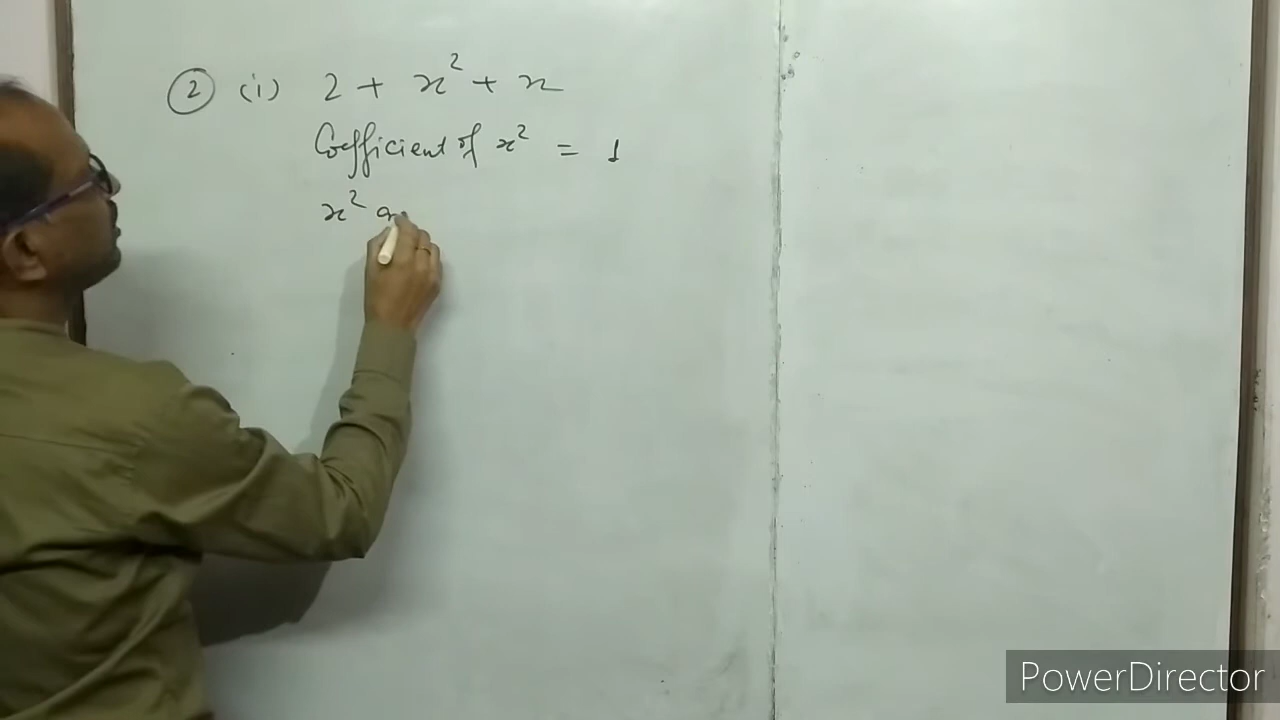 ② (i) 2 + x² + x
Coefficient of x² = 1
x²
PowerDirector